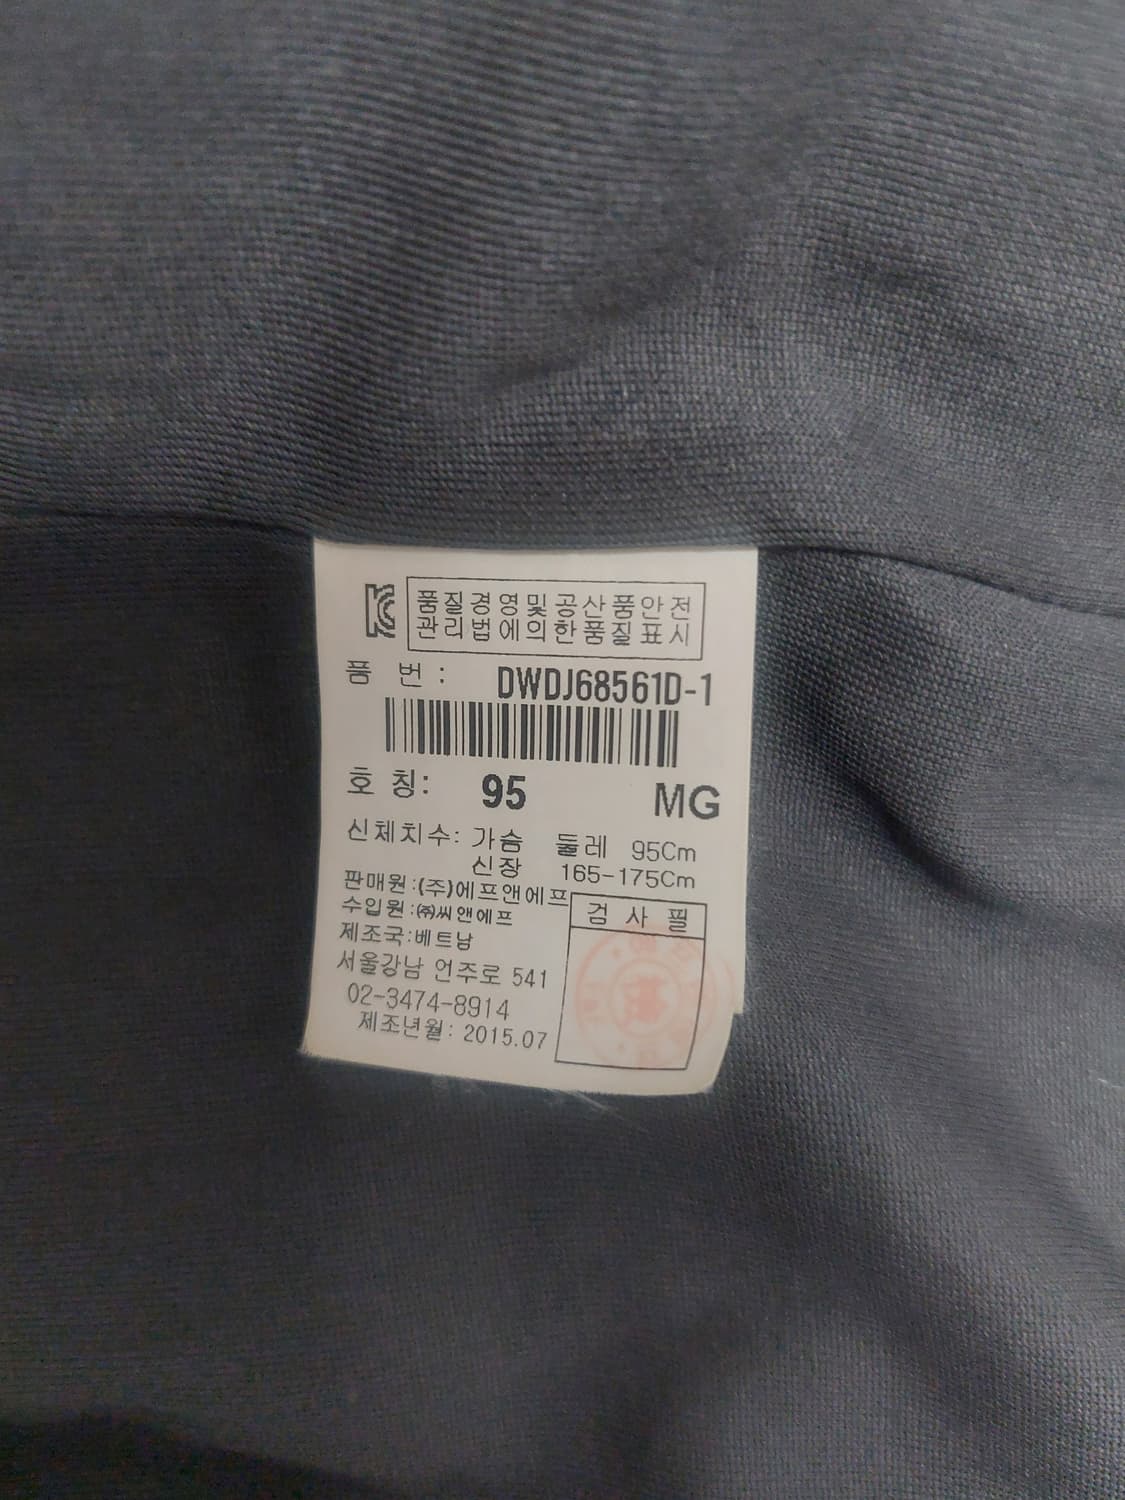 품질경영및공산품안전
관리법에의한품질표시
품 번 : DWDJ68561D-1
호 칭: 95 MG
신체치수: 가슴 둘레 95Cm
신장 165-175Cm
판매원:(주)에프앤에프
수입원:㈜씨앤에프
검 사 필
제조국:베트남
서울강남 언주로 541
02-3474-8914
제조년월: 2015.07